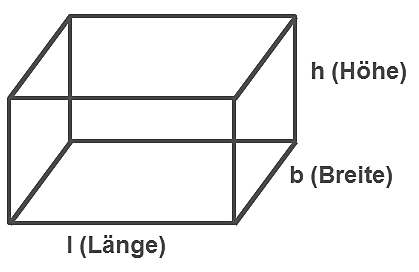 h (Höhe)
b (Breite)
l (Länge)